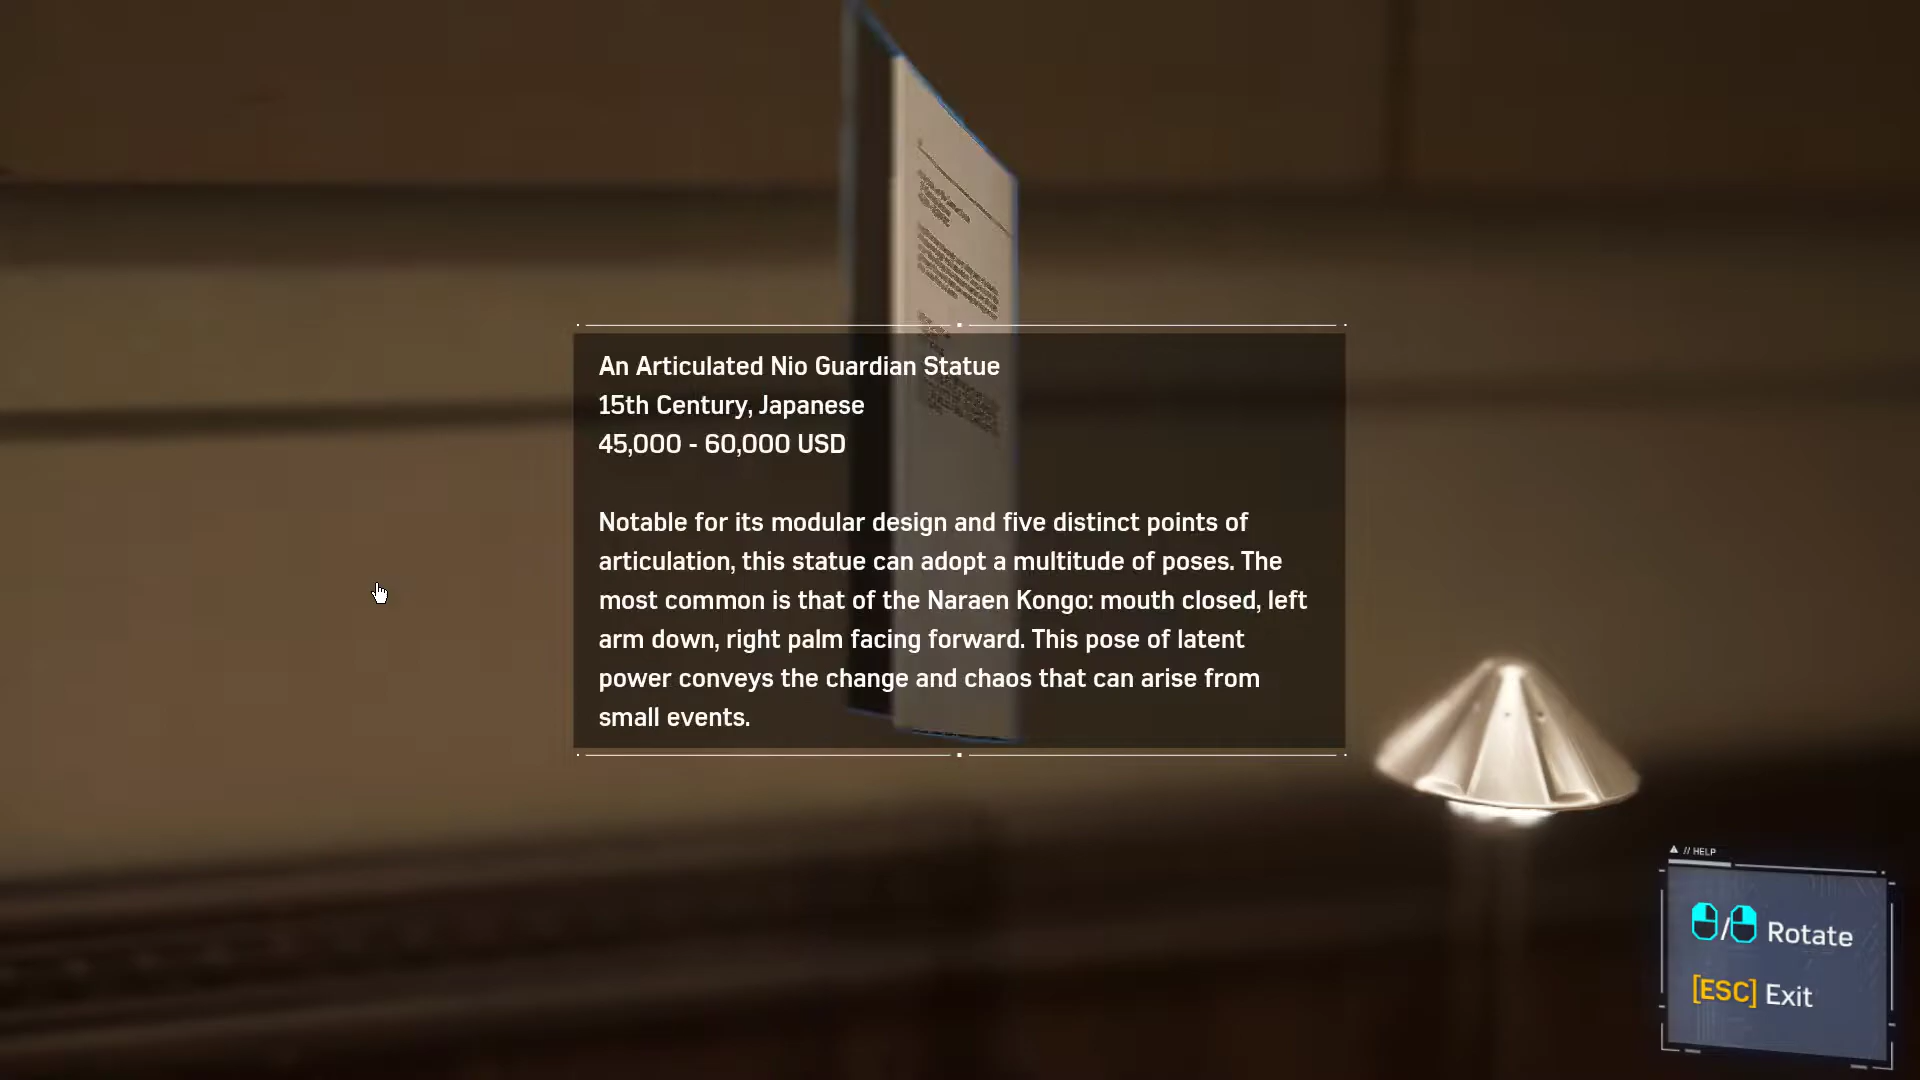 An Articulated Nio Guardian Statue
15th Century, Japanese
45,000 - 60,000 USD
Notable for its modular design and five distinct points of
articulation, this statue can adopt a multitude of poses. The
most common is that of the Naraen Kongo: mouth closed, left
arm down, right palm facing forward. This pose of latent
power conveys the change and chaos that can arise from
small events.
// HELP
/ Rotate
[ESC] Exit